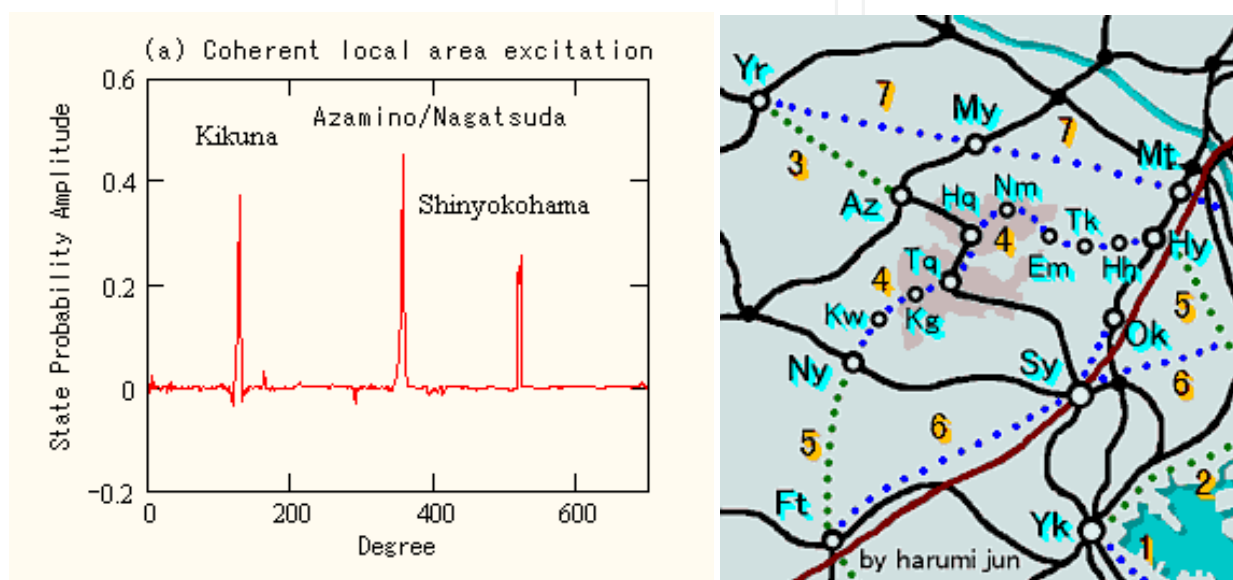 (a) Coherent local area excitation
0.6
Azamino/Nagatsuda
Kikuna
0.4
Shinyokohama
0.2
0
-0.2
State Probability Amplitude
0 200 400 600
Degree
Yr
7
My
7
Mt
3
Az
Hq
Nm
4
Tk
Hy
Tq
Em
Hh
4
Kw
Kg
5
Ok
Ny
Sy
6
6
5
Ft
2
Yk
1
by harumi jun